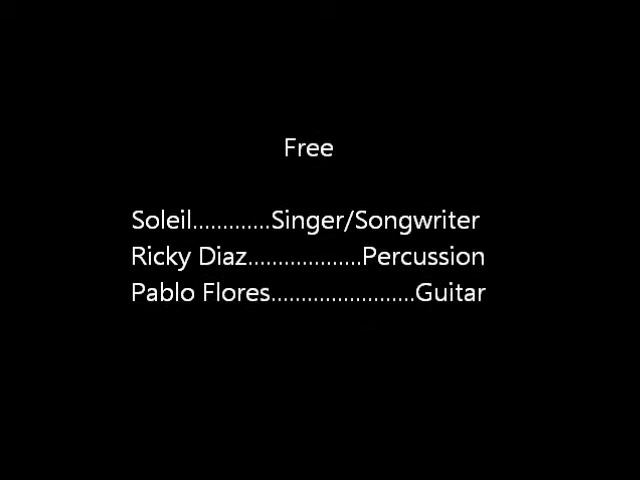 Free
Soleil.............Singer/Songwriter
Ricky Diaz...................Percussion
Pablo Flores........................Guitar